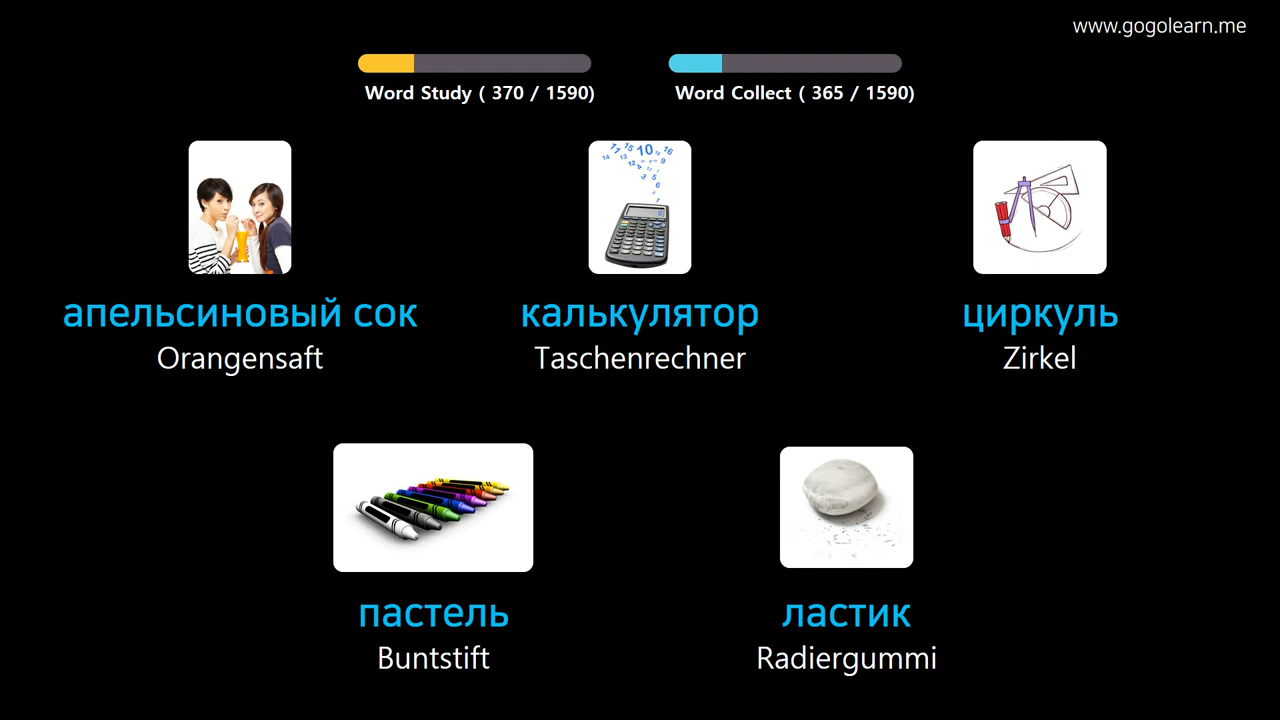 www.gogolearn.me
Word Study ( 370 / 1590)
Word Collect ( 365 / 1590)
апельсиновый сок
Orangensaft
калькулятор
Taschenrechner
циркуль
Zirkel
пастель
Buntstift
ластик
Radiergummi